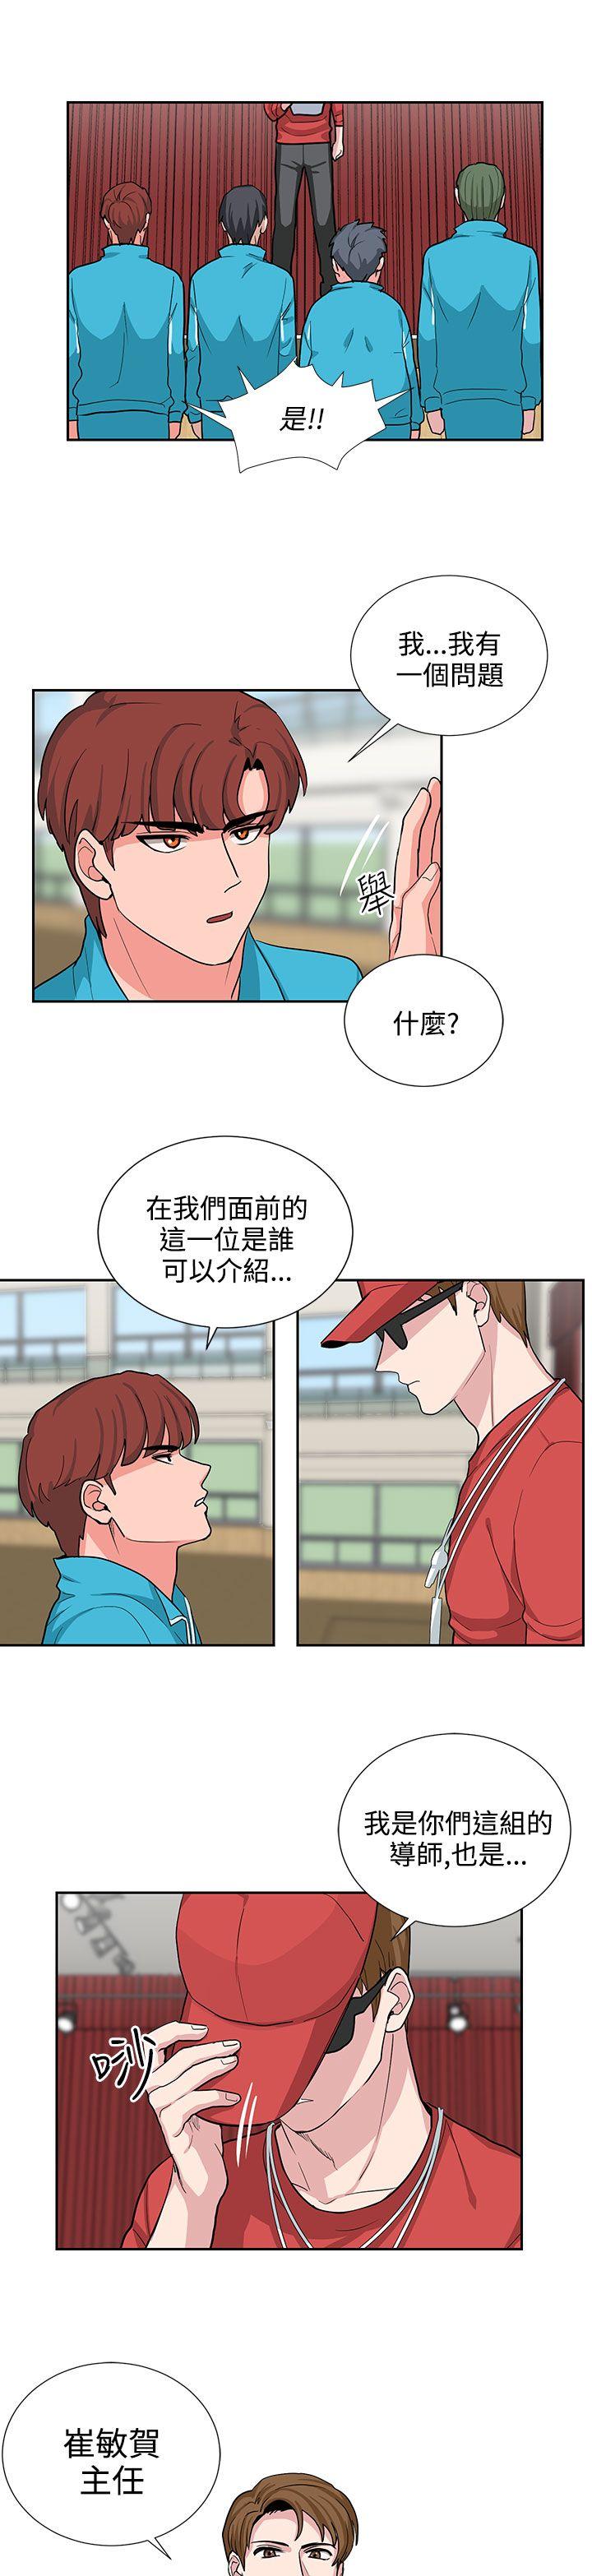 是!!
我...我有
一個問題
舉
什麼?
在我們面前的
這一位是誰
可以介紹...
我是你們這組的
導師,也是...
唦
崔敏賀
主任